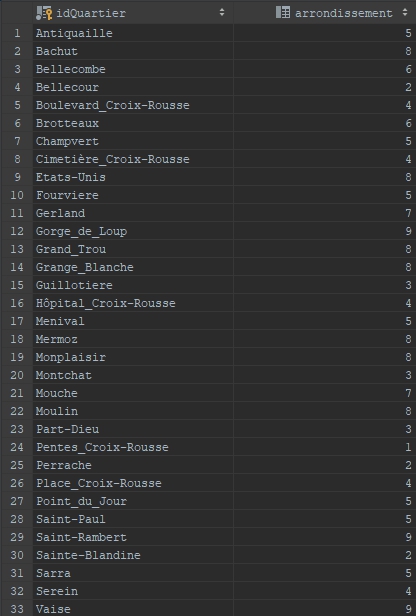 idQuartier arrondissement
1 Antiquaille 5
2 Bachut 8
3 Bellecombe 6
4 Bellecour 2
5 Boulevard_Croix-Rousse 4
6 Brotteaux 6
7 Champvert 5
8 Cimetière_Croix-Rousse 4
9 Etats-Unis 8
10 Fourviere 5
11 Gerland 7
12 Gorge_de_Loup 9
13 Grand_Trou 8
14 Grange_Blanche 8
15 Guillotiere 3
16 Hôpital_Croix-Rousse 4
17 Menival 5
18 Mermoz 8
19 Monplaisir 8
20 Montchat 3
21 Mouche 7
22 Moulin 8
23 Part-Dieu 3
24 Pentes_Croix-Rousse 1
25 Perrache 2
26 Place_Croix-Rousse 4
27 Point_du_Jour 5
28 Saint-Paul 5
29 Saint-Rambert 9
30 Sainte-Blandine 2
31 Sarra 5
32 Serein 4
33 Vaise 9